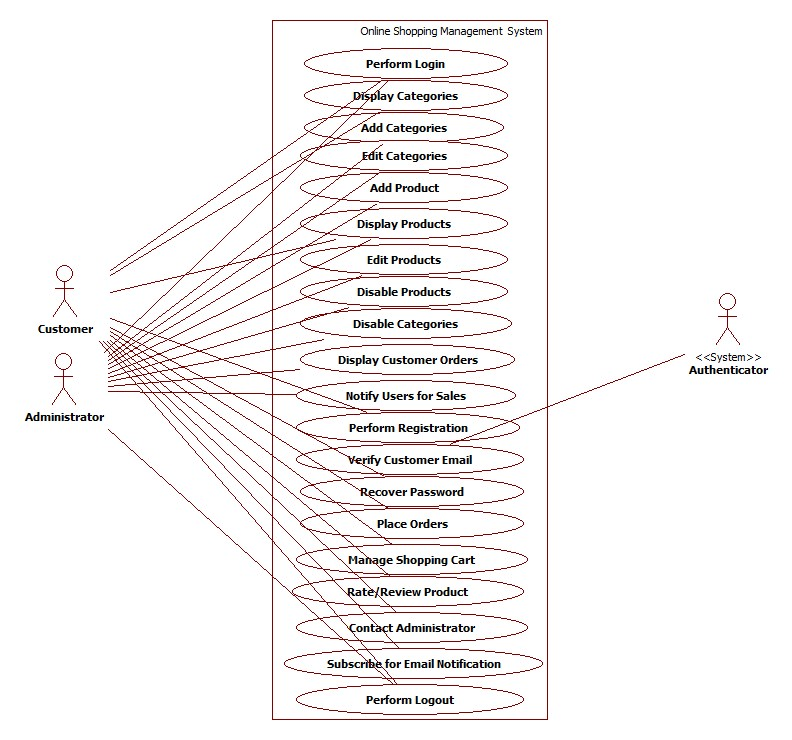 Online Shopping Management System
Perform Login
Display Categories
Add Categories
Edit Categories
Add Product
Display Products
Edit Products
Disable Products
Customer
Disable Categories
<<System>>
Display Customer Orders
Authenticator
Notify Users for Sales
Administrator
Perform Registration
Verify Customer Email
Recover Password
Place Orders
Manage Shopping Cart
Rate/Review Product
Contact Administrator
Subscribe for Email Notification
Perform Logout